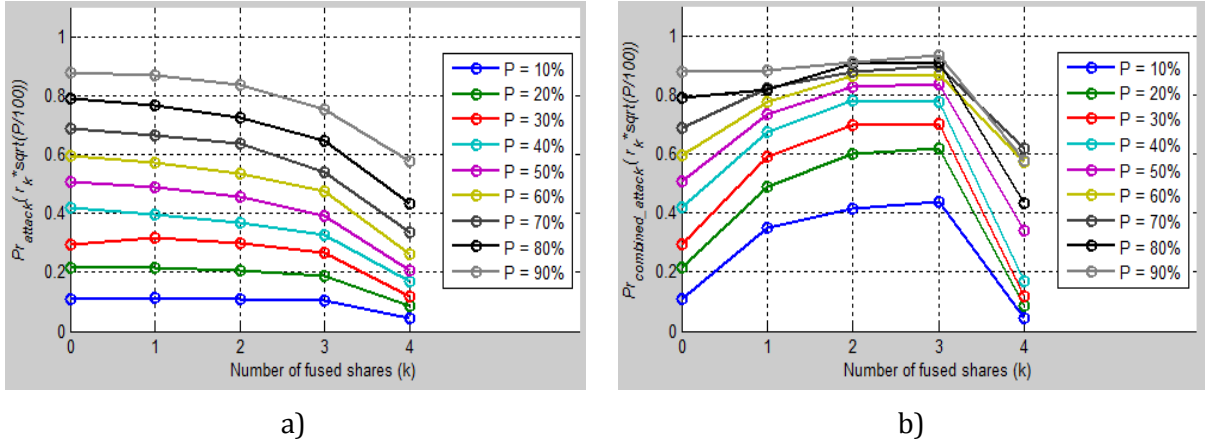 1
0.8
0.6
0.4
0.2
0
Pr_attack( r_k*sqrt(P/100))
0 1 2 3 4
Number of fused shares (k)
P = 10%
P = 20%
P = 30%
P = 40%
P = 50%
P = 60%
P = 70%
P = 80%
P = 90%
a)
1
0.8
0.6
0.4
0.2
0
Pr_combined_attack( r_k*sqrt(P/100))
0 1 2 3 4
Number of fused shares (k)
P = 10%
P = 20%
P = 30%
P = 40%
P = 50%
P = 60%
P = 70%
P = 80%
P = 90%
b)